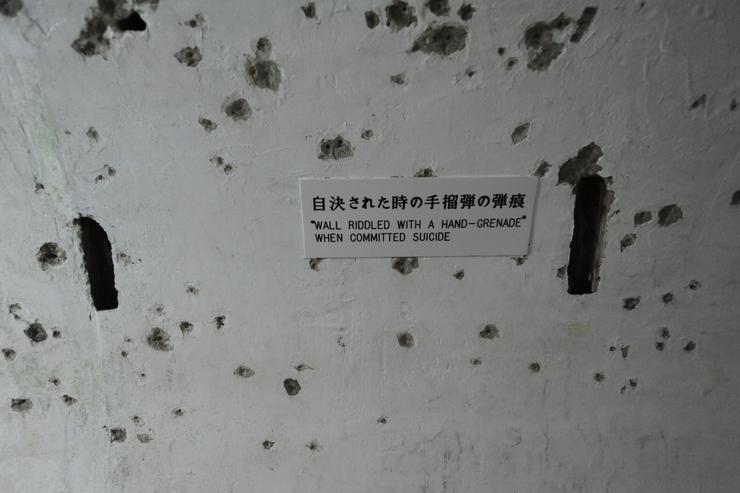 自決された時の手榴弾の弾痕
"WALL RIDDLED WITH A HAND-GRENADE"
WHEN COMMITTED SUICIDE